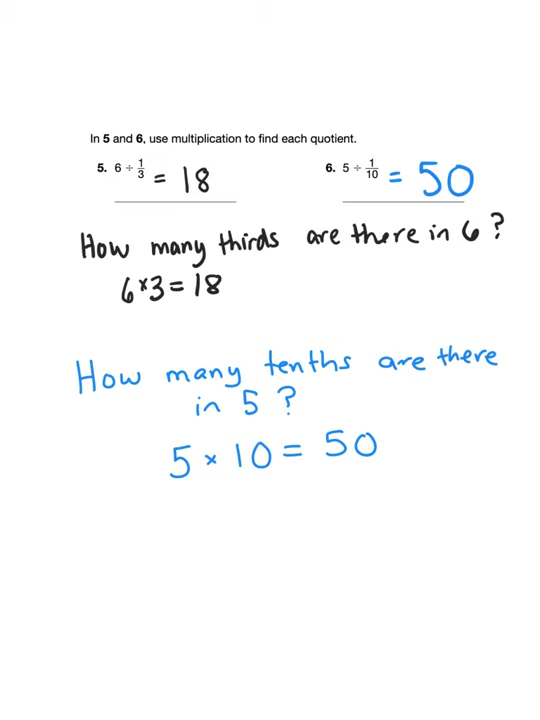 In 5 and 6, use multiplication to find each quotient.
5. 6 ÷ 1/3 = 18
6. 5 ÷ 1/10 = 50
How many thirds are there in 6 ?
6 × 3 = 18
How many tenths are there
in 5 ?
5 × 10 = 50